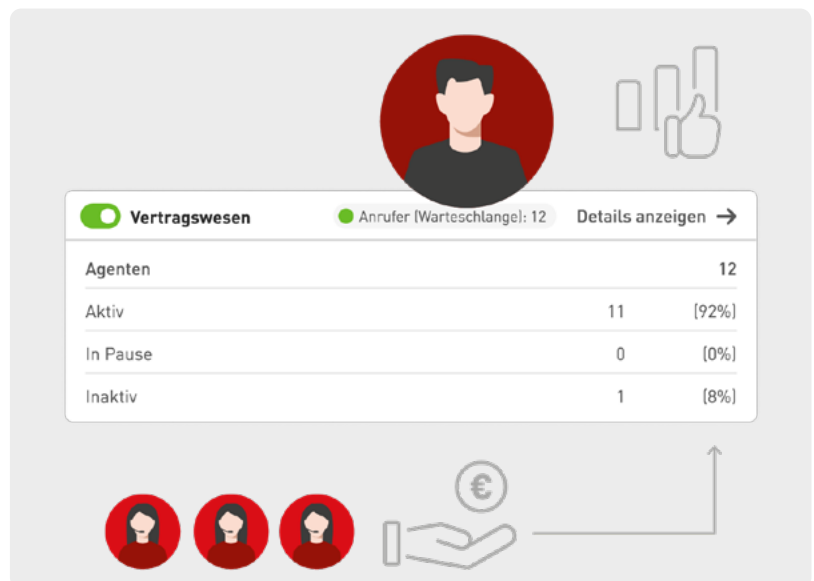 Vertragswesen Anrufer (Warteschlange): 12 Details anzeigen →
Agenten 12
Aktiv 11 (92%)
In Pause 0 (0%)
Inaktiv 1 (8%)
€